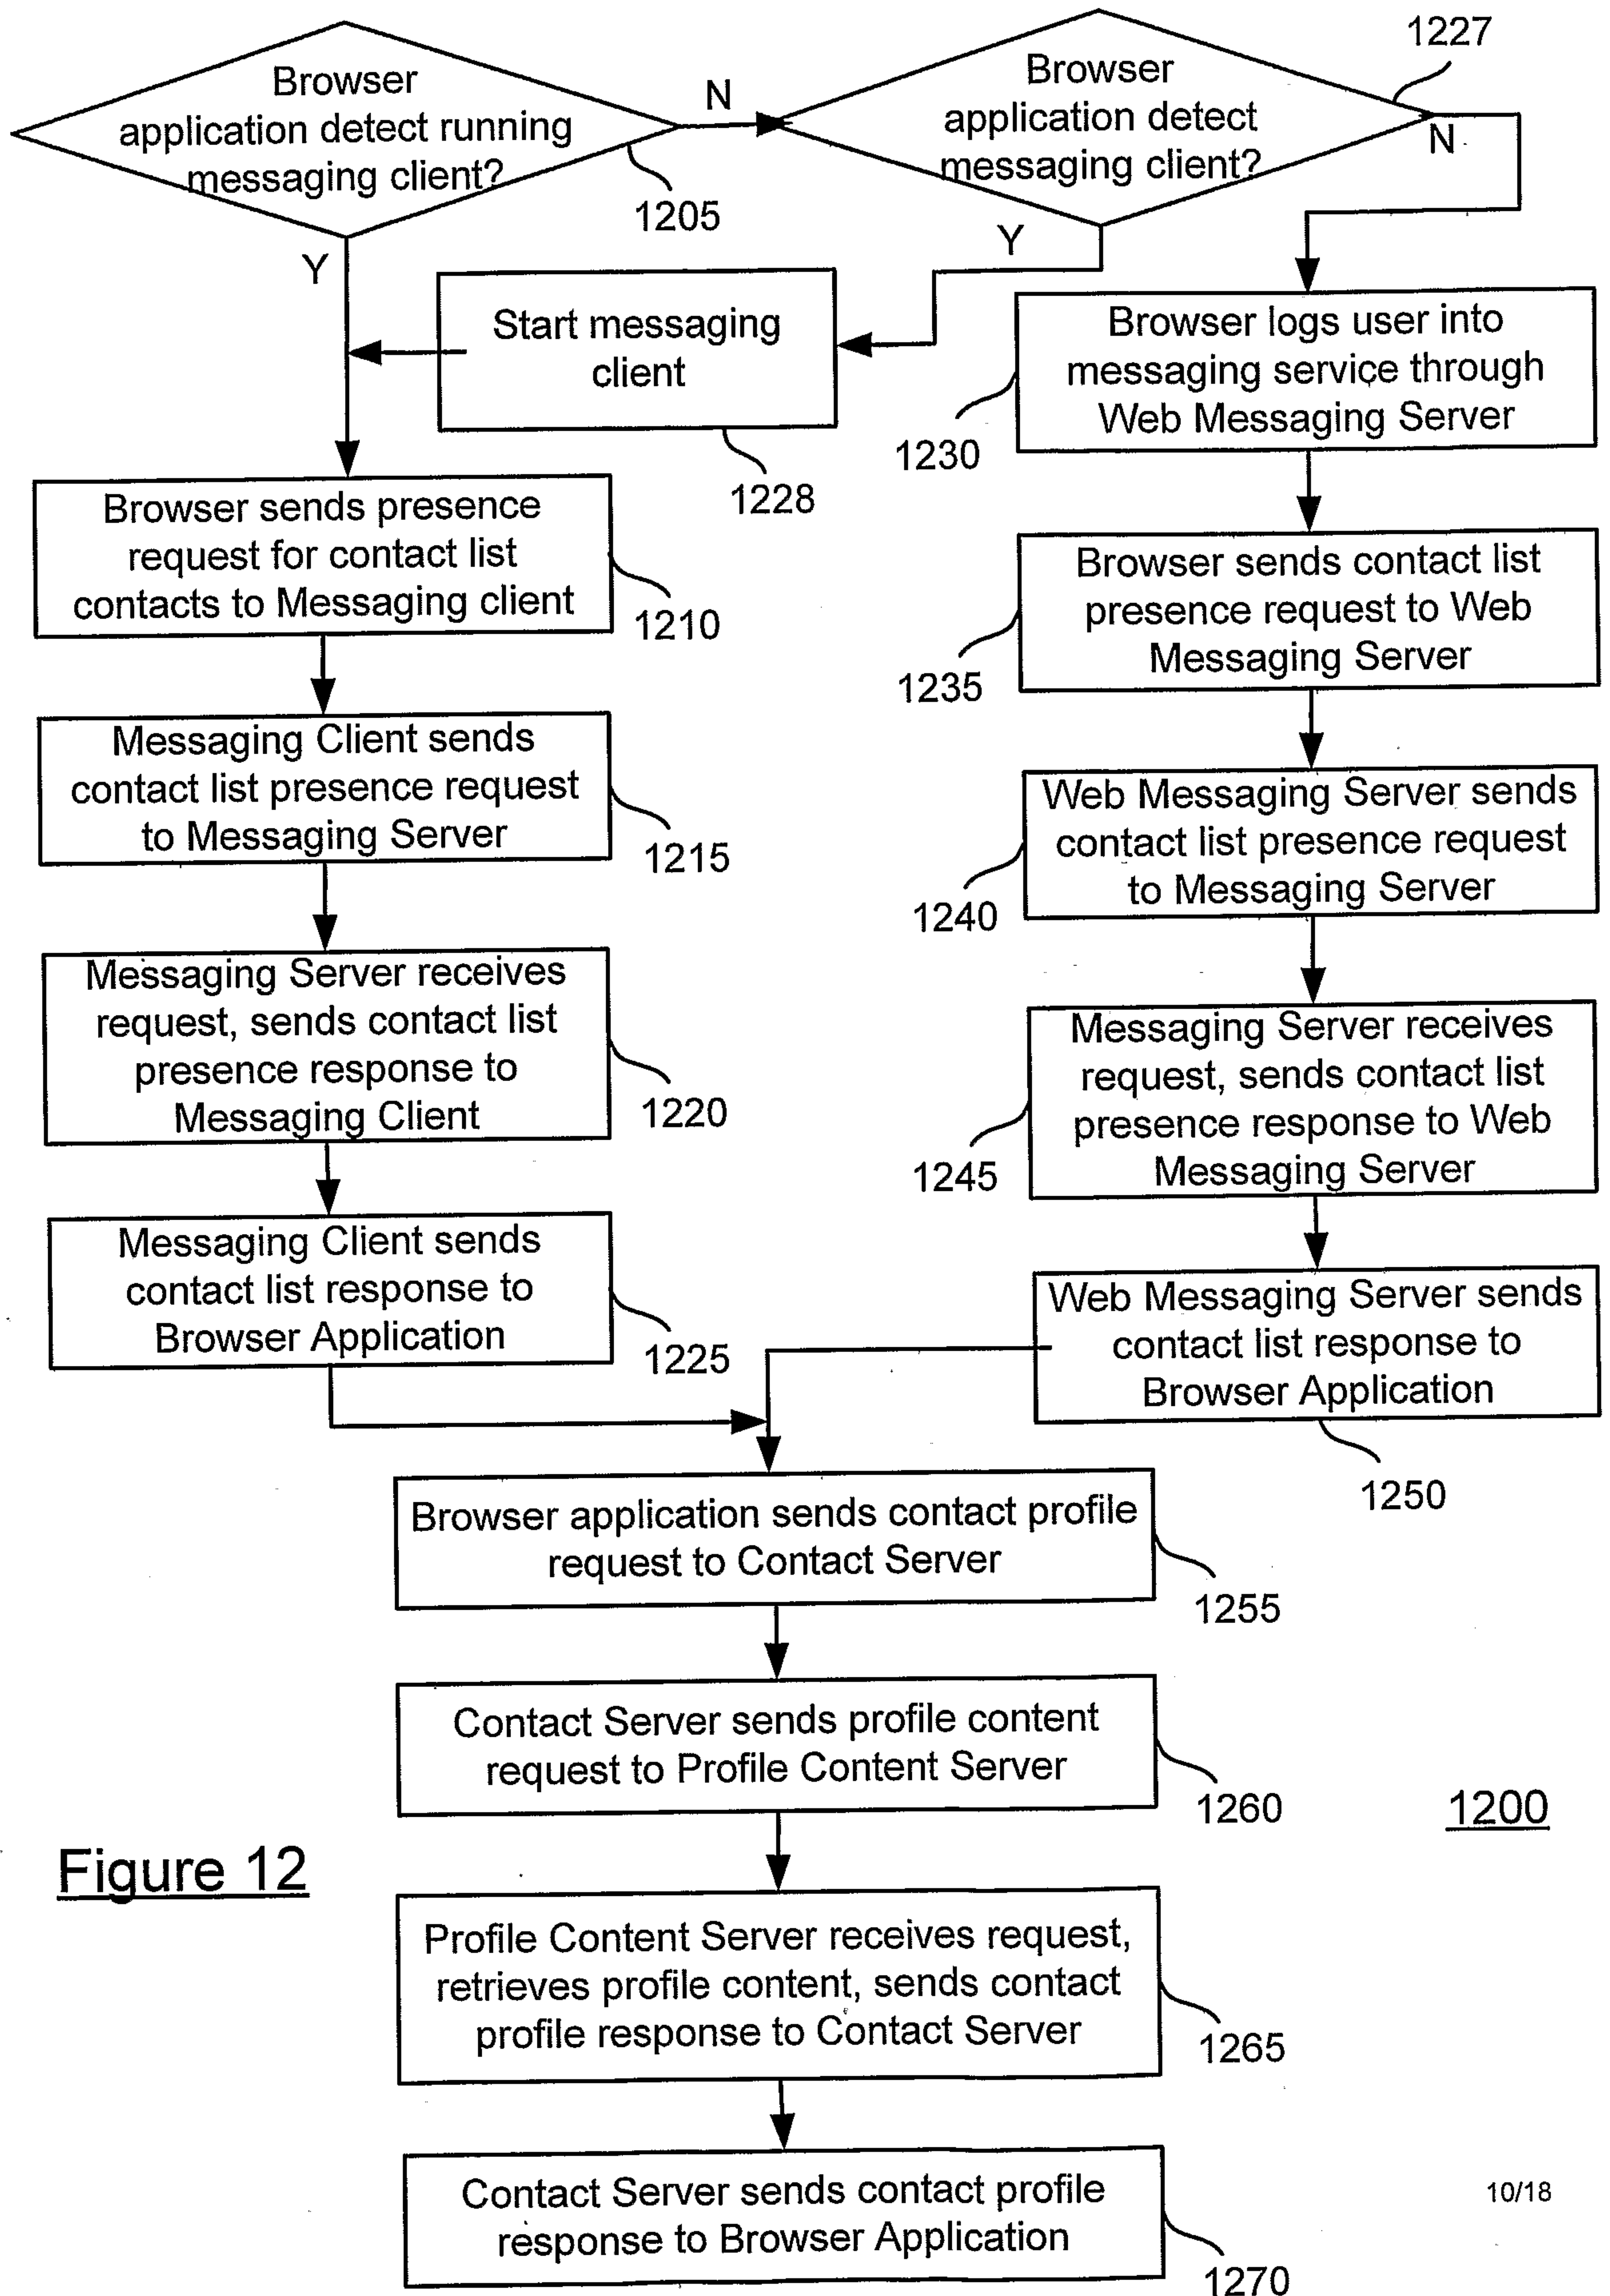 Browser
application detect running
messaging client?
1205
N
Browser
application detect
messaging client?
1227
N
Y
Y
Start messaging
client
1228
Browser logs user into
messaging service through
Web Messaging Server
1230
Browser sends presence
request for contact list
contacts to Messaging client
1210
Browser sends contact list
presence request to Web
Messaging Server
1235
Messaging Client sends
contact list presence request
to Messaging Server
1215
Web Messaging Server sends
contact list presence request
to Messaging Server
1240
Messaging Server receives
request, sends contact list
presence response to
Messaging Client
1220
Messaging Server receives
request, sends contact list
presence response to Web
Messaging Server
1245
Messaging Client sends
contact list response to
Browser Application
1225
Web Messaging Server sends
contact list response to
Browser Application
1250
Browser application sends contact profile
request to Contact Server
1255
Contact Server sends profile content
request to Profile Content Server
1260
1200
Figure 12
Profile Content Server receives request,
retrieves profile content, sends contact
profile response to Contact Server
1265
Contact Server sends contact profile
response to Browser Application
1270
10/18